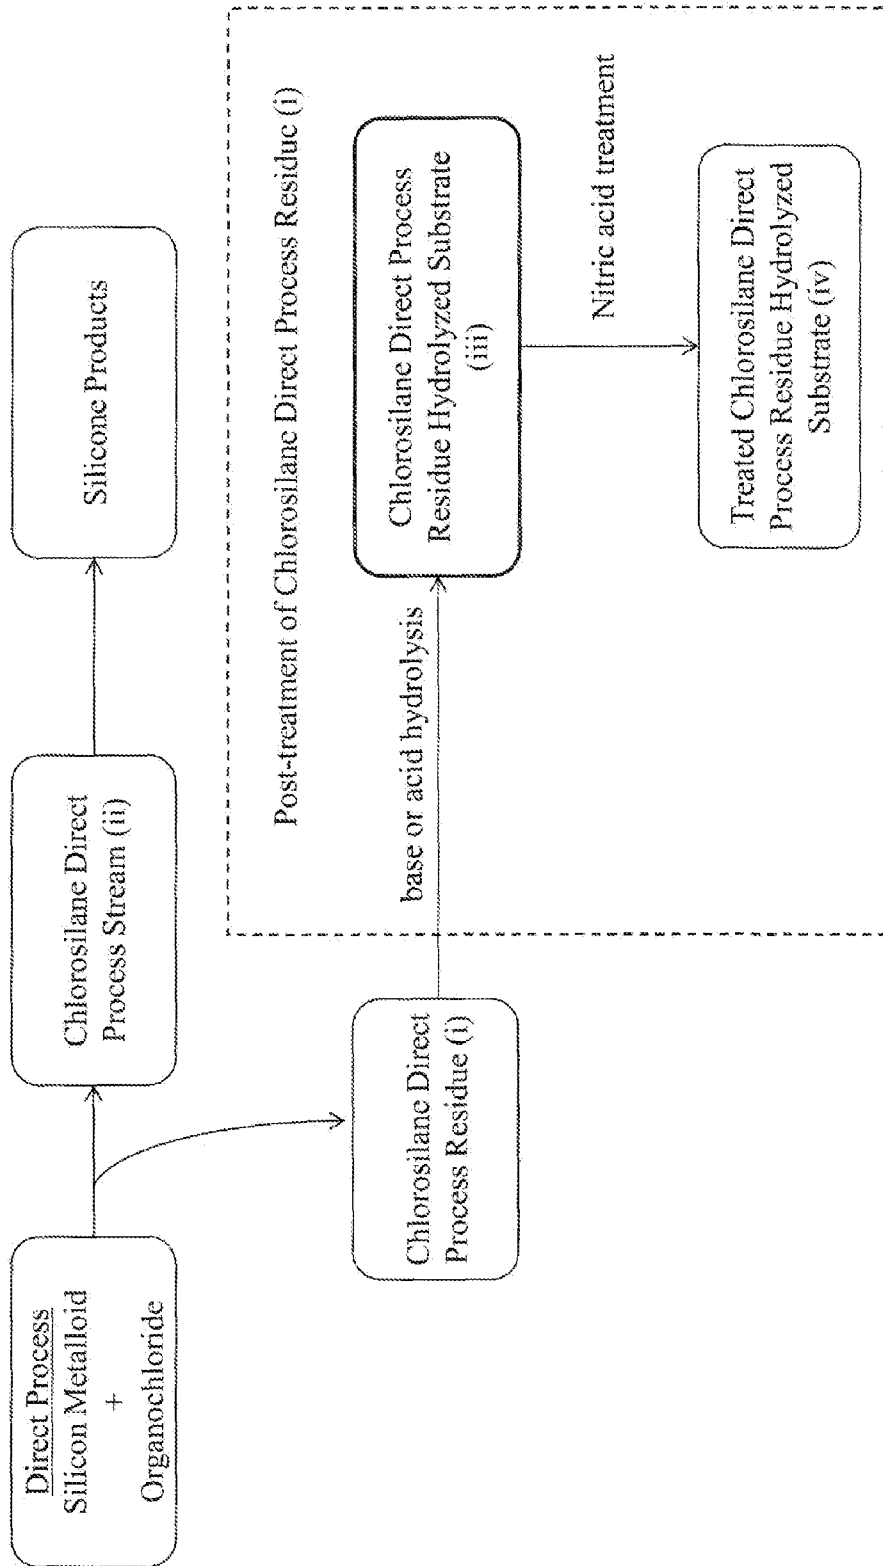 Direct Process
Silicon Metalloid
+
Organochloride
Chlorosilane Direct
Process Stream (ii)
Silicone Products
Chlorosilane Direct
Process Residue (i)
Post-treatment of Chlorosilane Direct Process Residue (i)
base or acid hydrolysis
Chlorosilane Direct Process
Residue Hydrolyzed Substrate
(iii)
Nitric acid treatment
Treated Chlorosilane Direct
Process Residue Hydrolyzed
Substrate (iv)